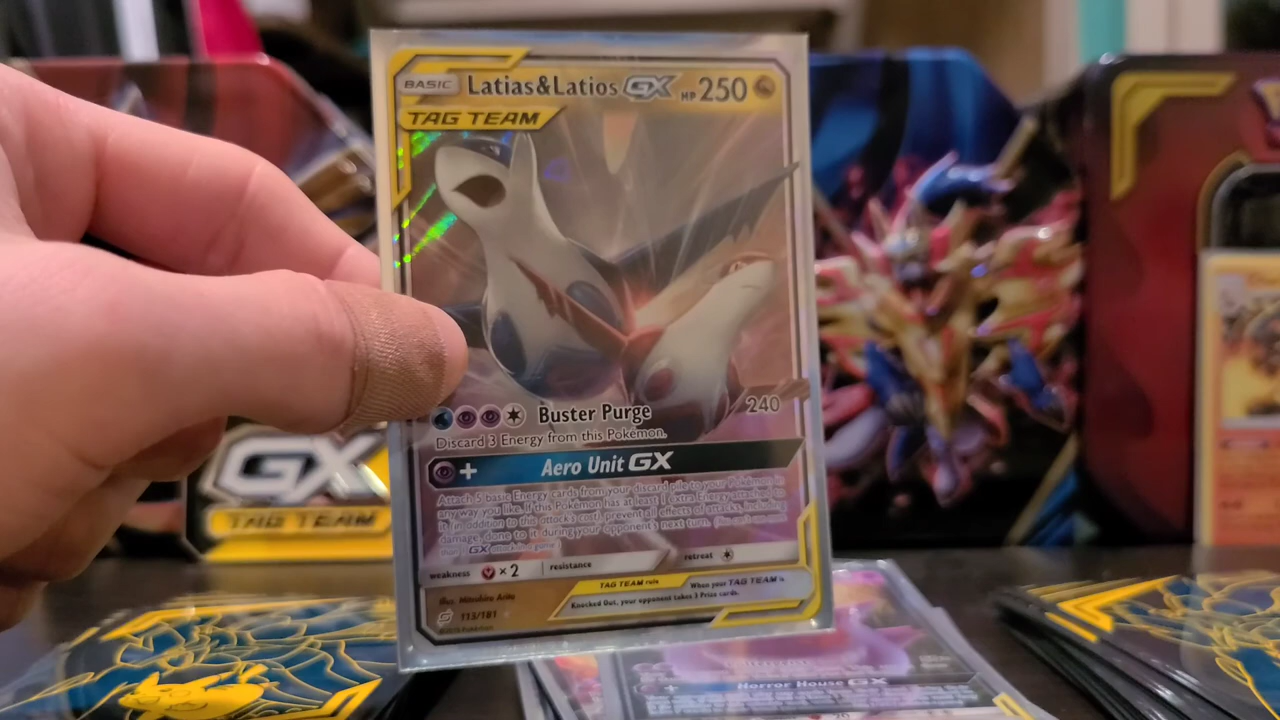 BASIC Latias&Latios GX HP 250
TAG TEAM
Buster Purge 240
Discard 3 Energy from this Pokémon.
+ Aero Unit GX
Attach 5 basic Energy cards from your discard pile to your Pokémon in
anyway you like. If this Pokémon has at least 1 extra Energy attached to
it (in addition to this attack's cost), prevent all effects of attacks, including
damage, done to it during your opponent's next turn. (You can't use more
than 1 GX attack in a game.)
weakness ×2 resistance retreat
TAG TEAM rule When your TAG TEAM is
Knocked Out, your opponent takes 3 Prize cards.
Illus. Mitsuhiro Arita
113/181
©2019 Pokémon
GX
TAG TEAM
+ Horror House GX